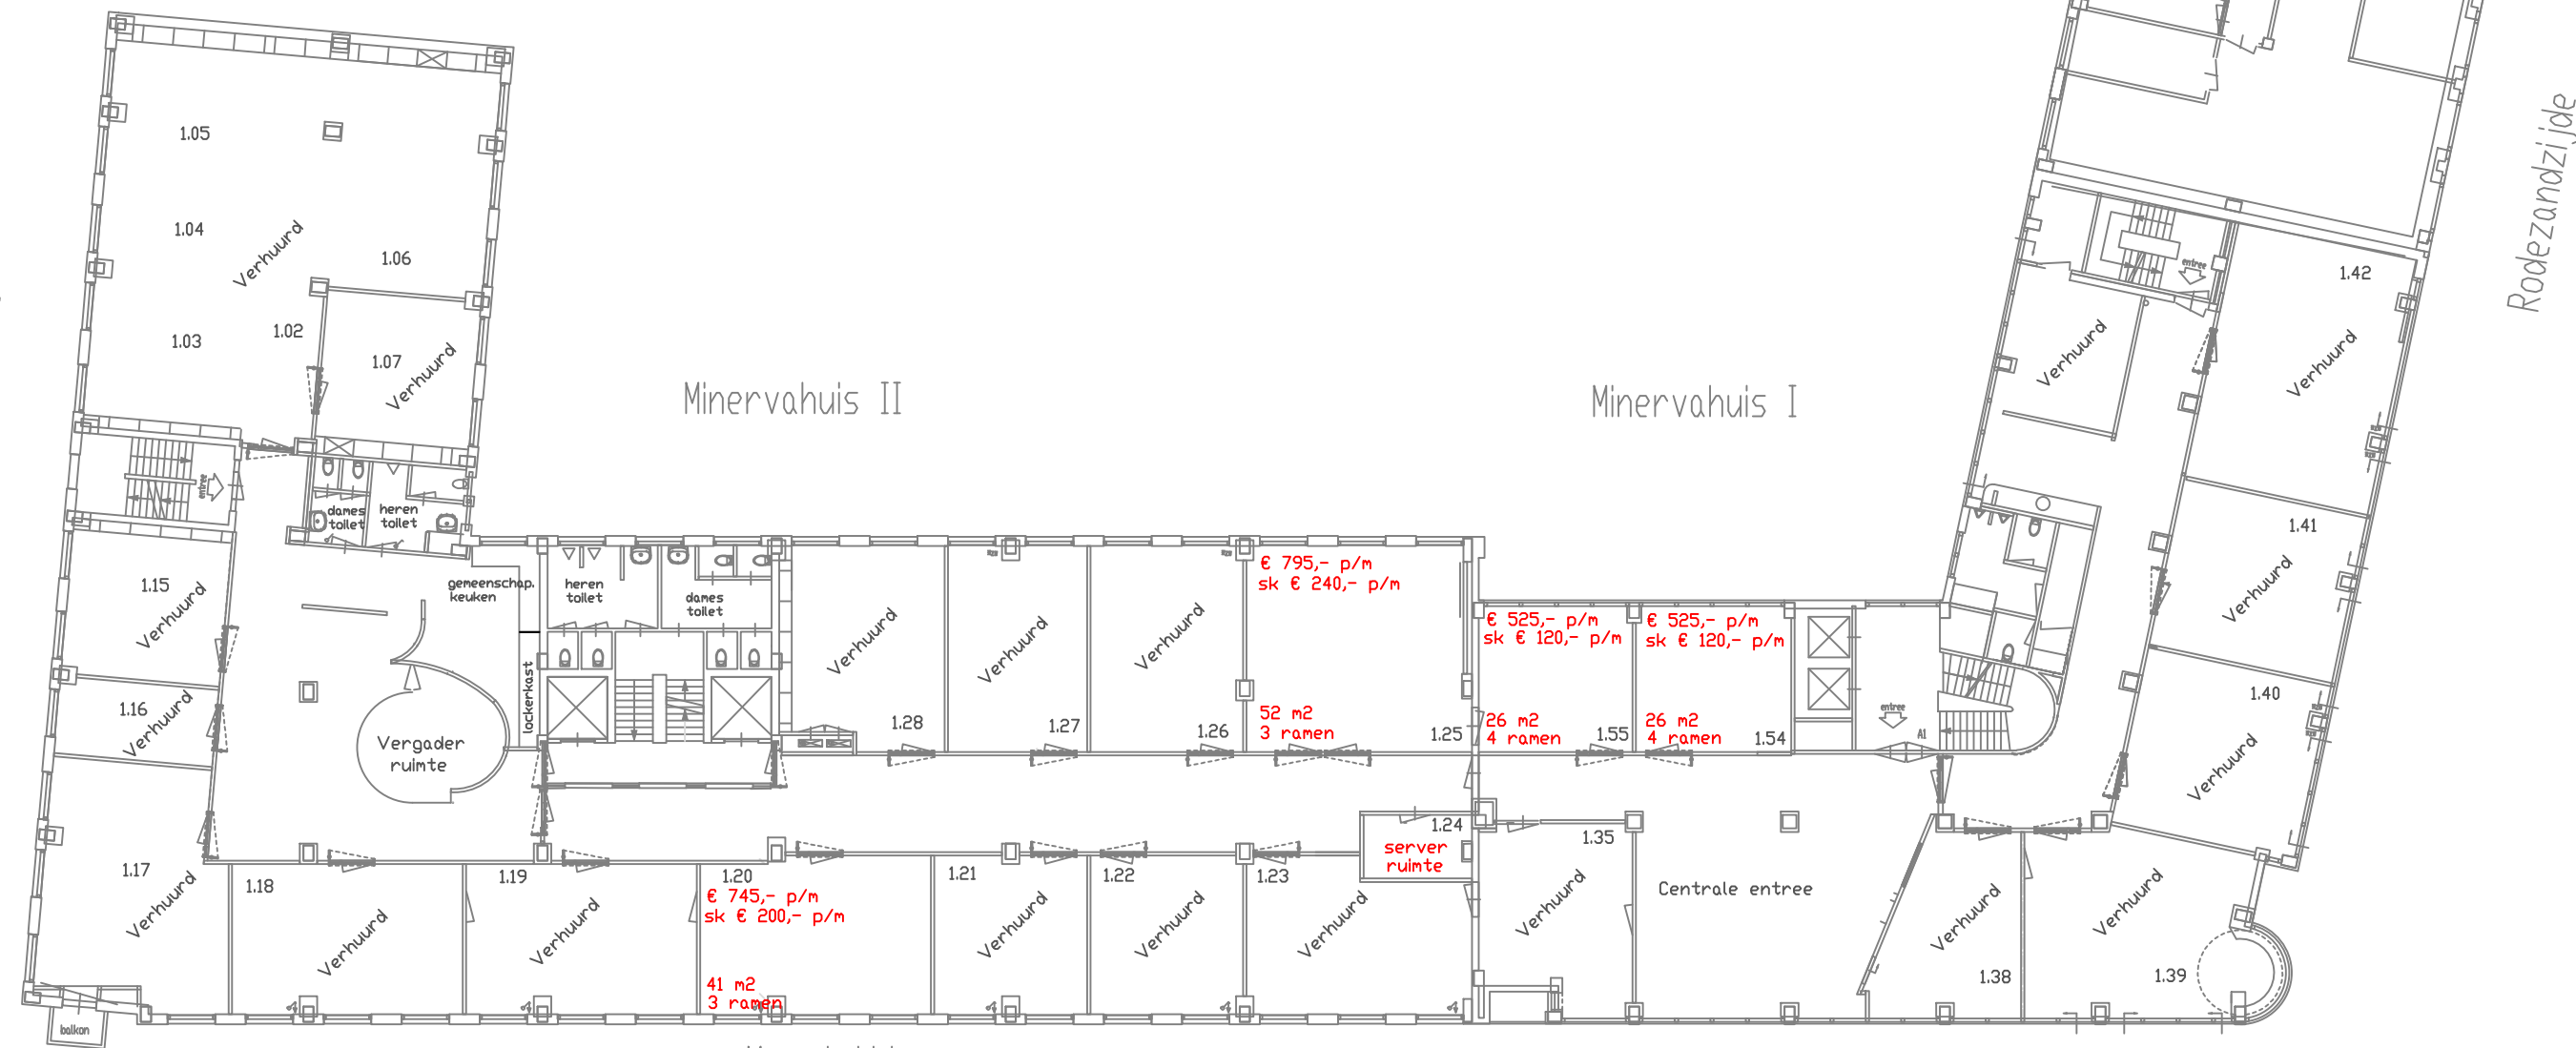 1.05
1.04
Verhuurd
1.06
1.02
1.03
1.07
Verhuurd
entree
dames
toilet
heren
toilet
Minervahuis II
Minervahuis I
Rodezandzijde
1.15
Verhuurd
1.16
Verhuurd
1.17
Verhuurd
balkon
gemeenschap.
keuken
lockerkast
Vergader
ruimte
heren
toilet
dames
toilet
Verhuurd
1.28
Verhuurd
1.27
Verhuurd
1.26
€ 795,- p/m
sk € 240,- p/m
52 m2
3 ramen
1.25
€ 525,- p/m
sk € 120,- p/m
26 m2
4 ramen
1.55
€ 525,- p/m
sk € 120,- p/m
26 m2
4 ramen
1.54
entree
A1
entree
Verhuurd
1.42
Verhuurd
1.41
Verhuurd
1.40
Verhuurd
1.18
Verhuurd
1.19
Verhuurd
1.20
€ 745,- p/m
sk € 200,- p/m
41 m2
3 ramen
1.21
Verhuurd
1.22
Verhuurd
1.23
Verhuurd
1.24
server
ruimte
1.35
Verhuurd
Centrale entree
Verhuurd
1.38
Verhuurd
1.39